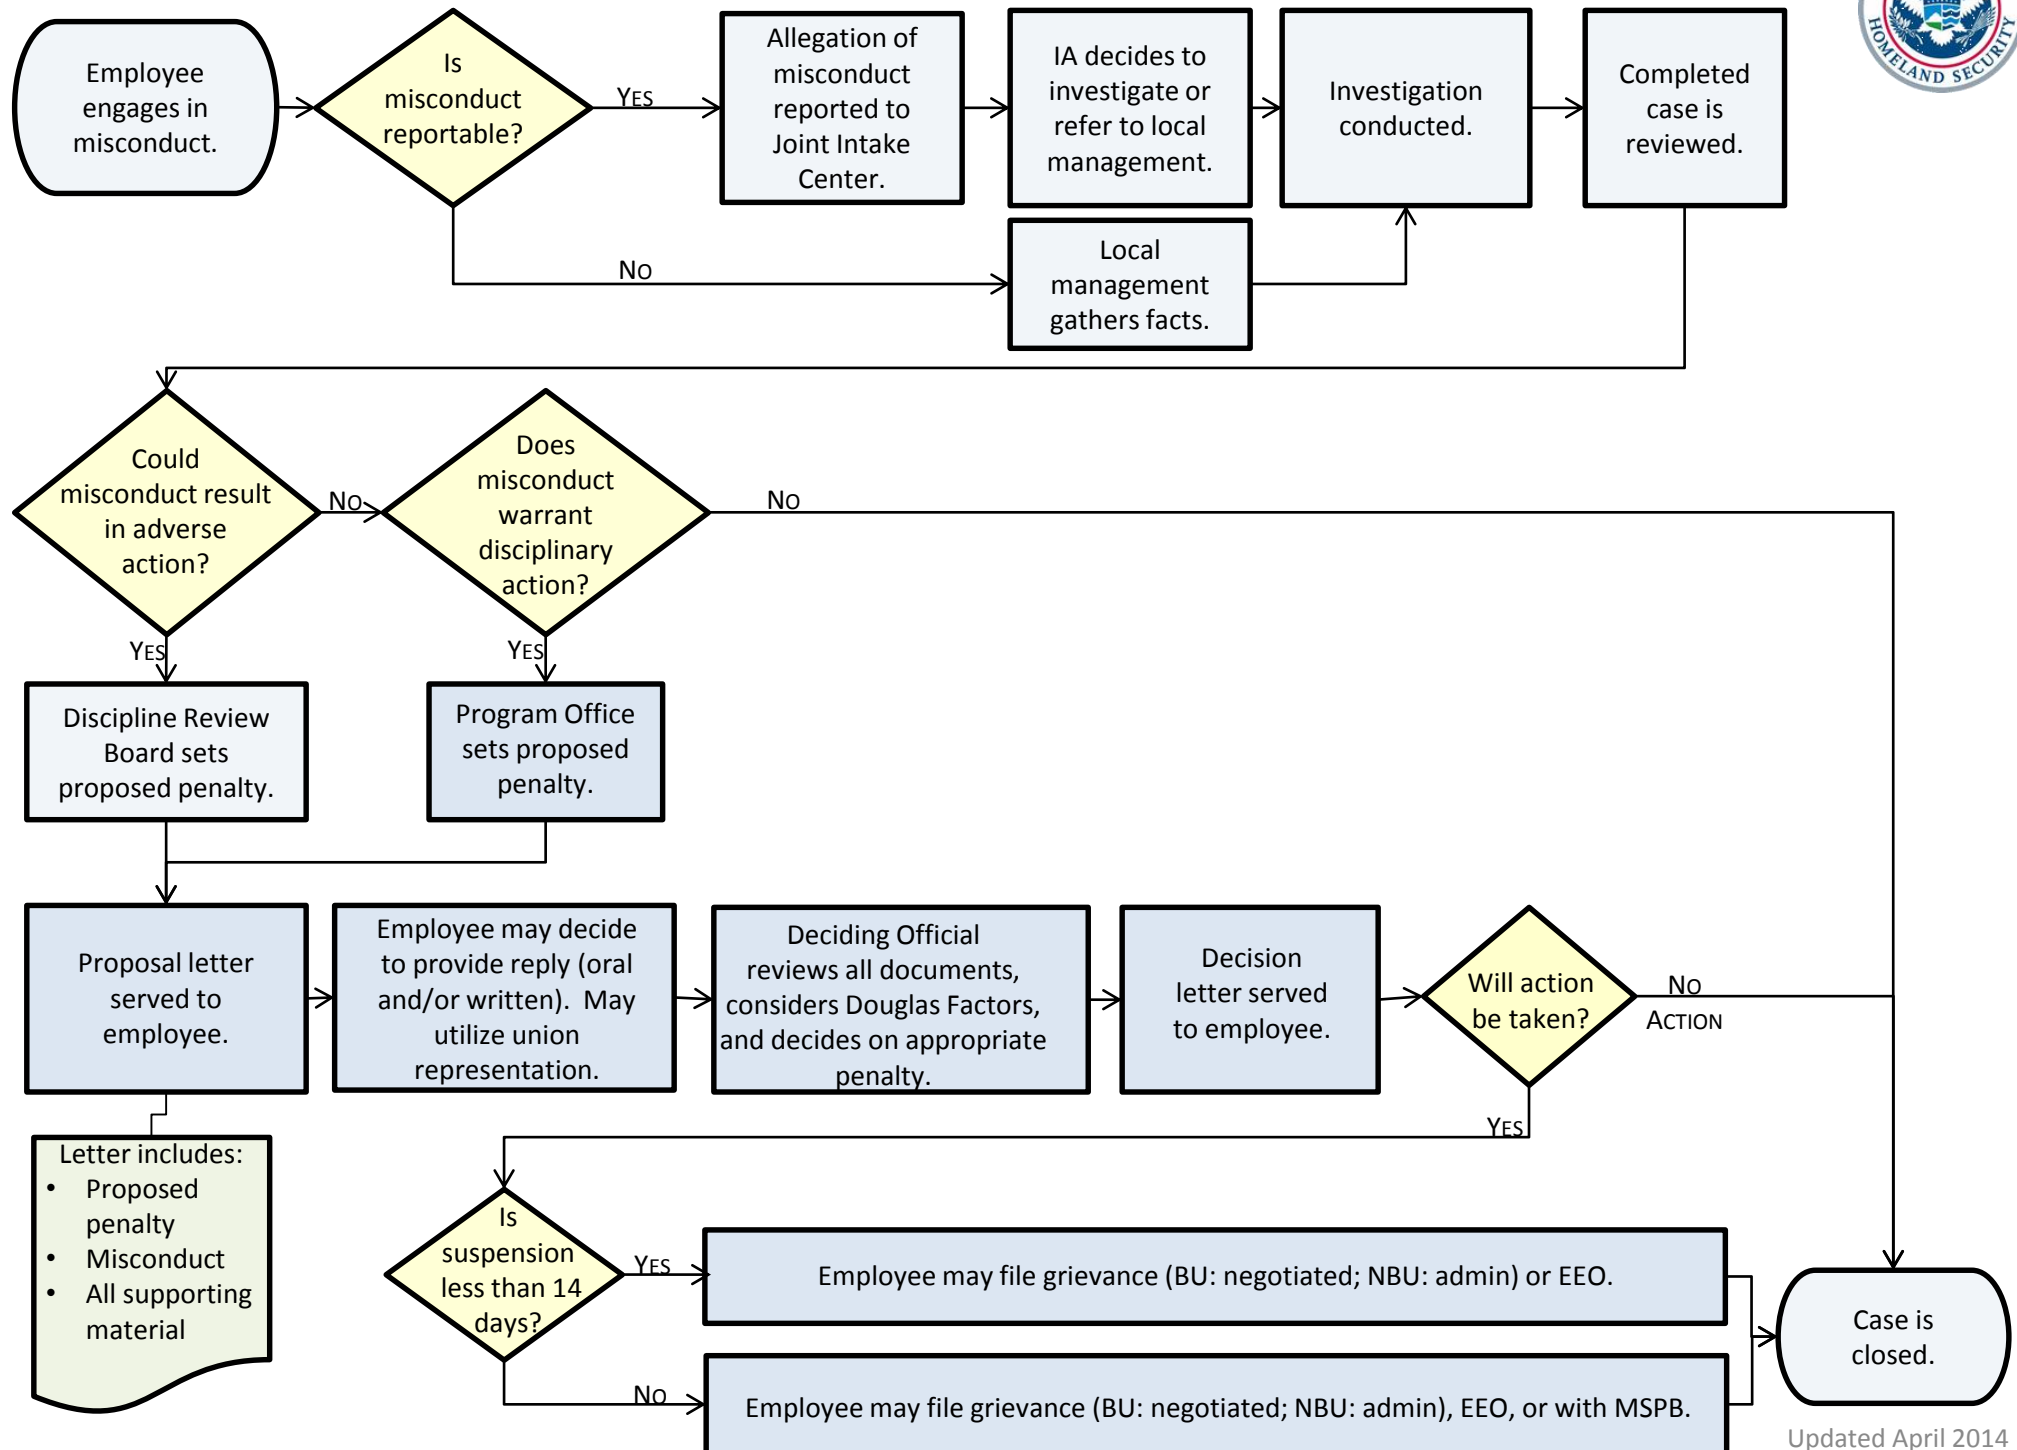 Employee
engages in
misconduct.
Is
misconduct
reportable?
YES
Allegation of
misconduct
reported to
Joint Intake
Center.
IA decides to
investigate or
refer to local
management.
Investigation
conducted.
Completed
case is
reviewed.
HOMELAND SECURITY
NO
Local
management
gathers facts.
Could
misconduct result
in adverse
action?
NO
Does
misconduct
warrant
disciplinary
action?
NO
YES
YES
Discipline Review
Board sets
proposed penalty.
Program Office
sets proposed
penalty.
Proposal letter
served to
employee.
Employee may decide
to provide reply (oral
and/or written).  May
utilize union
representation.
Deciding Official
reviews all documents,
considers Douglas Factors,
and decides on appropriate
penalty.
Decision
letter served
to employee.
Will action
be taken?
NO
ACTION
YES
Letter includes:
• Proposed
penalty
• Misconduct
• All supporting
material
Is
suspension
less than 14
days?
YES
Employee may file grievance (BU: negotiated; NBU: admin) or EEO.
NO
Employee may file grievance (BU: negotiated; NBU: admin), EEO, or with MSPB.
Case is
closed.
Updated April 2014